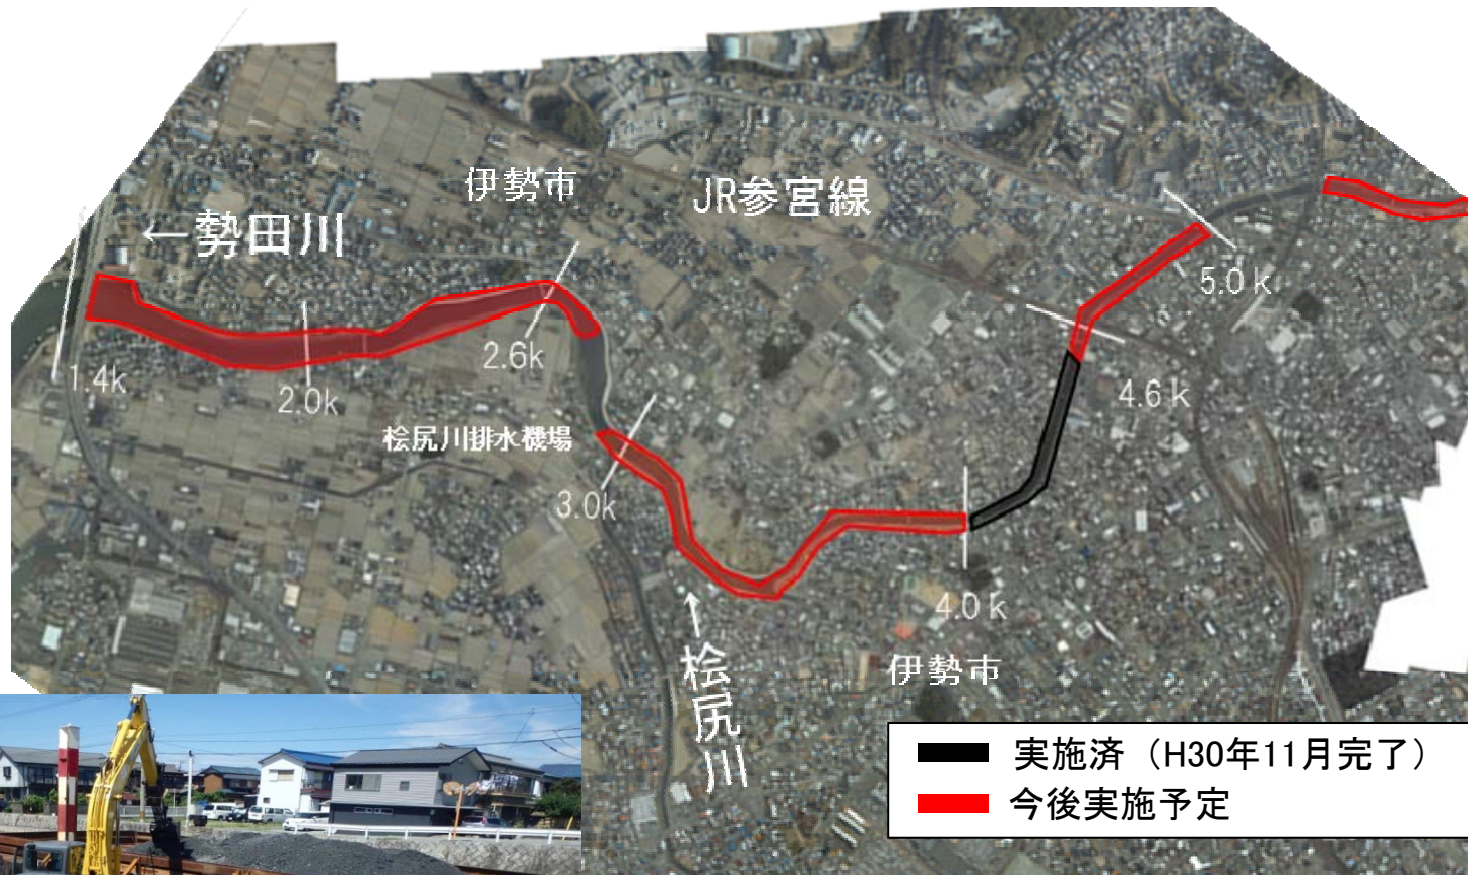 伊勢市
JR参宮線
←勢田川
5.0k
2.6k
1.4k
2.0k
4.6k
桧尻川排水機場
3.0k
4.0k
↑
桧尻川
伊勢市
実施済（H30年11月完了）
今後実施予定